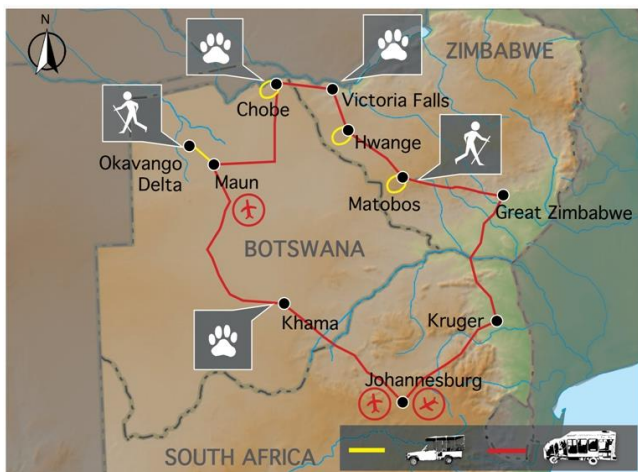 N
ZIMBABWE
Chobe
Victoria Falls
Okavango
Delta
Maun
Hwange
Matobos
Great Zimbabwe
BOTSWANA
Khama
Kruger
Johannesburg
SOUTH AFRICA